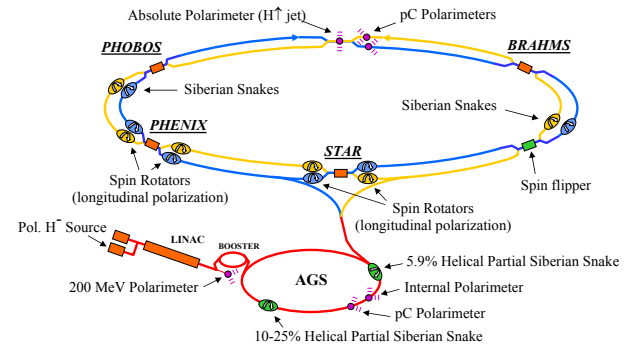 Absolute Polarimeter (H↑ jet)
pC Polarimeters
PHOBOS
BRAHMS
Siberian Snakes
Siberian Snakes
PHENIX
STAR
Spin Rotators
(longitudinal polarization)
Spin flipper
Spin Rotators
(longitudinal polarization)
Pol. H⁻ Source
LINAC
BOOSTER
5.9% Helical Partial Siberian Snake
200 MeV Polarimeter
AGS
Internal Polarimeter
pC Polarimeter
10-25% Helical Partial Siberian Snake